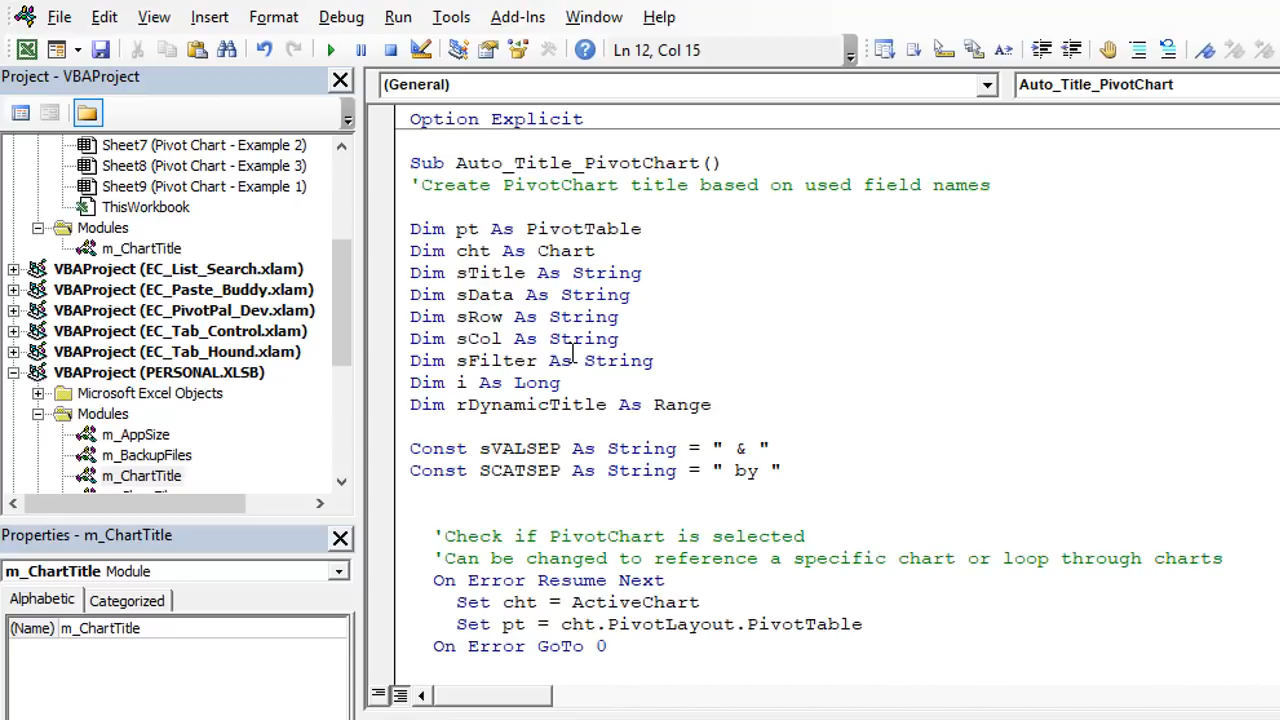 File Edit View Insert Format Debug Run Tools Add-Ins Window Help
Ln 12, Col 15
Project - VBAProject
Sheet7 (Pivot Chart - Example 2)
Sheet8 (Pivot Chart - Example 3)
Sheet9 (Pivot Chart - Example 1)
ThisWorkbook
Modules
m_ChartTitle
VBAProject (EC_List_Search.xlam)
VBAProject (EC_Paste_Buddy.xlam)
VBAProject (EC_PivotPal_Dev.xlam)
VBAProject (EC_Tab_Control.xlam)
VBAProject (EC_Tab_Hound.xlam)
VBAProject (PERSONAL.XLSB)
Microsoft Excel Objects
Modules
m_AppSize
m_BackupFiles
m_ChartTitle
Properties - m_ChartTitle
m_ChartTitle Module
Alphabetic Categorized
(Name) m_ChartTitle
(General) Auto_Title_PivotChart
Option Explicit
Sub Auto_Title_PivotChart()
'Create PivotChart title based on used field names
Dim pt As PivotTable
Dim cht As Chart
Dim sTitle As String
Dim sData As String
Dim sRow As String
Dim sCol As String
Dim sFilter As String
Dim i As Long
Dim rDynamicTitle As Range
Const sVALSEP As String = " & "
Const SCATSEP As String = " by "
'Check if PivotChart is selected
'Can be changed to reference a specific chart or loop through charts
On Error Resume Next
Set cht = ActiveChart
Set pt = cht.PivotLayout.PivotTable
On Error GoTo 0